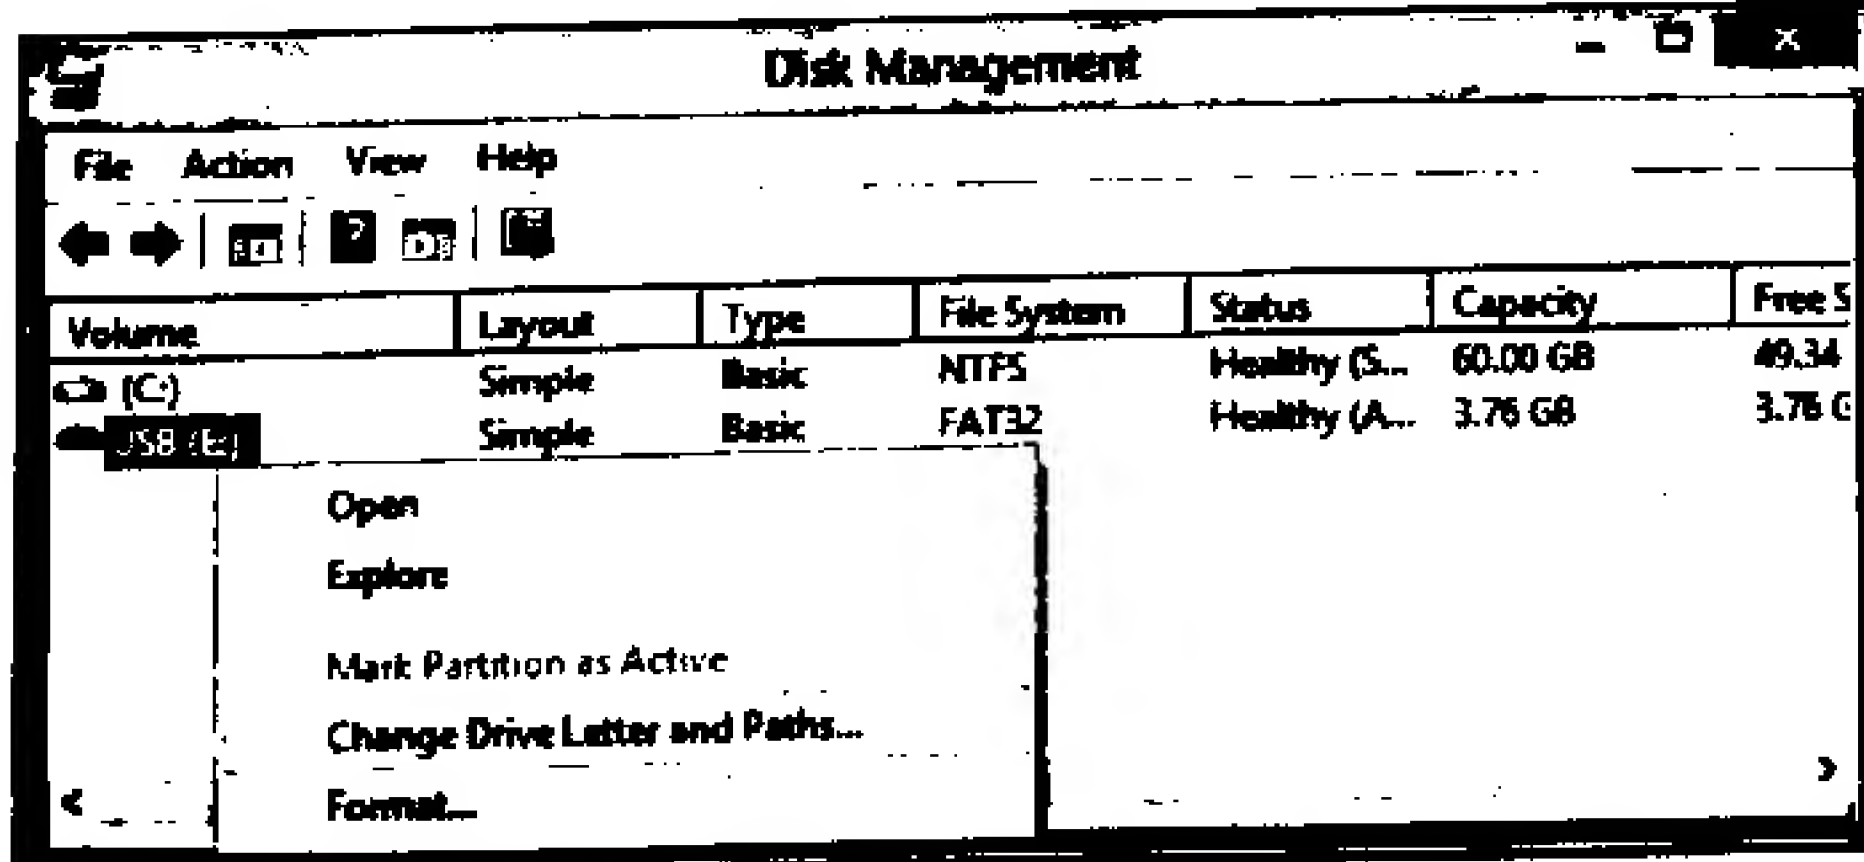 Disk Management
File Action View Help
Volume Layout Type File System Status Capacity Free S
(C:) Simple Basic NTFS Healthy (S... 60.00 GB 49.34
USB (E:) Simple Basic FAT32 Healthy (A... 3.76 GB 3.76 G
Open
Explore
Mark Partition as Active
Change Drive Letter and Paths...
Format...